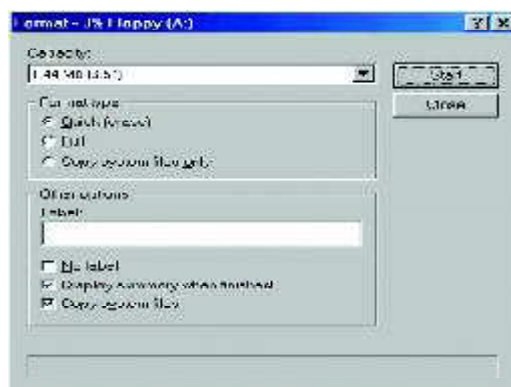 Format - 3½ Floppy (A:)
Capacity:
1.44 Mb (3.5")
Start
Close
Format type
Quick (erase)
Full
Copy system files only
Other options
Label:
No label
Display summary when finished
Copy system files